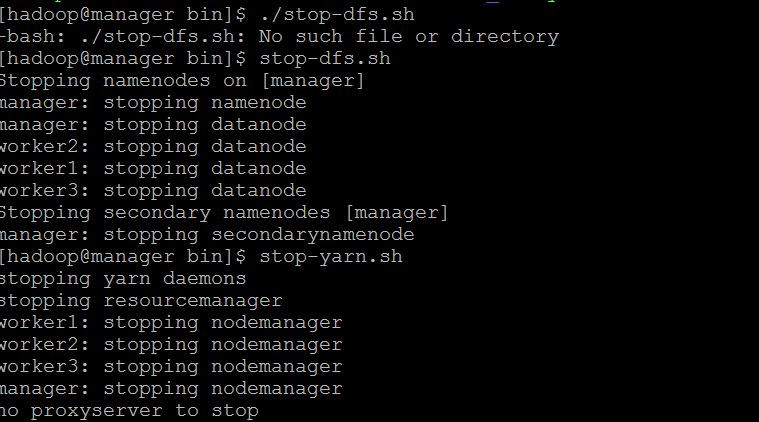 [hadoop@manager bin]$ ./stop-dfs.sh
-bash: ./stop-dfs.sh: No such file or directory
[hadoop@manager bin]$ stop-dfs.sh
Stopping namenodes on [manager]
manager: stopping namenode
manager: stopping datanode
worker2: stopping datanode
worker1: stopping datanode
worker3: stopping datanode
Stopping secondary namenodes [manager]
manager: stopping secondarynamenode
[hadoop@manager bin]$ stop-yarn.sh
stopping yarn daemons
stopping resourcemanager
worker1: stopping nodemanager
worker2: stopping nodemanager
worker3: stopping nodemanager
manager: stopping nodemanager
no proxyserver to stop